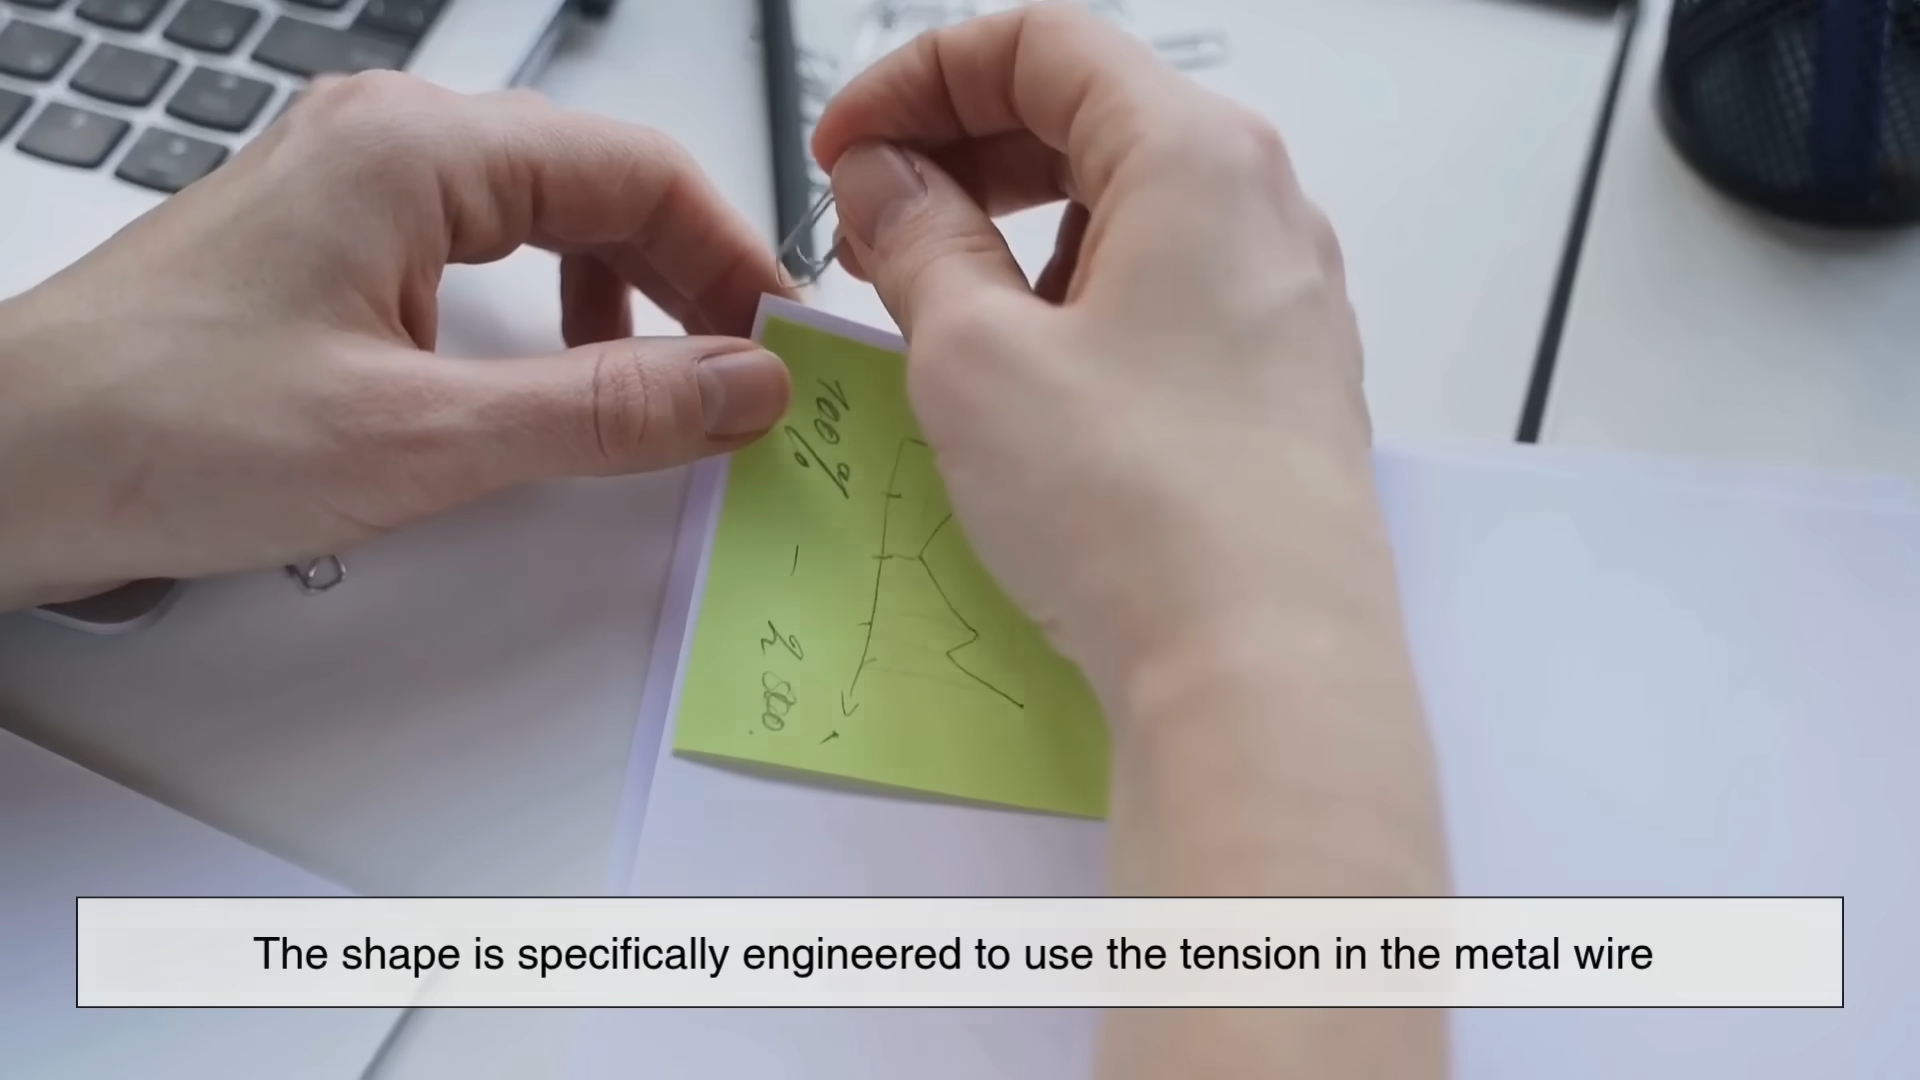 100%
The shape is specifically engineered to use the tension in the metal wire